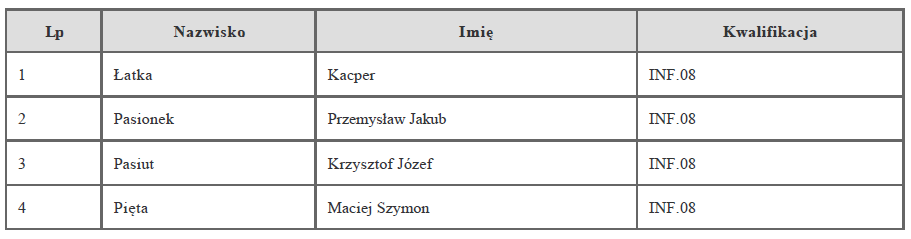 Lp Nazwisko Imię Kwalifikacja
1 Łatka Kacper INF.08
2 Pasionek Przemysław Jakub INF.08
3 Pasiut Krzysztof Józef INF.08
4 Pięta Maciej Szymon INF.08